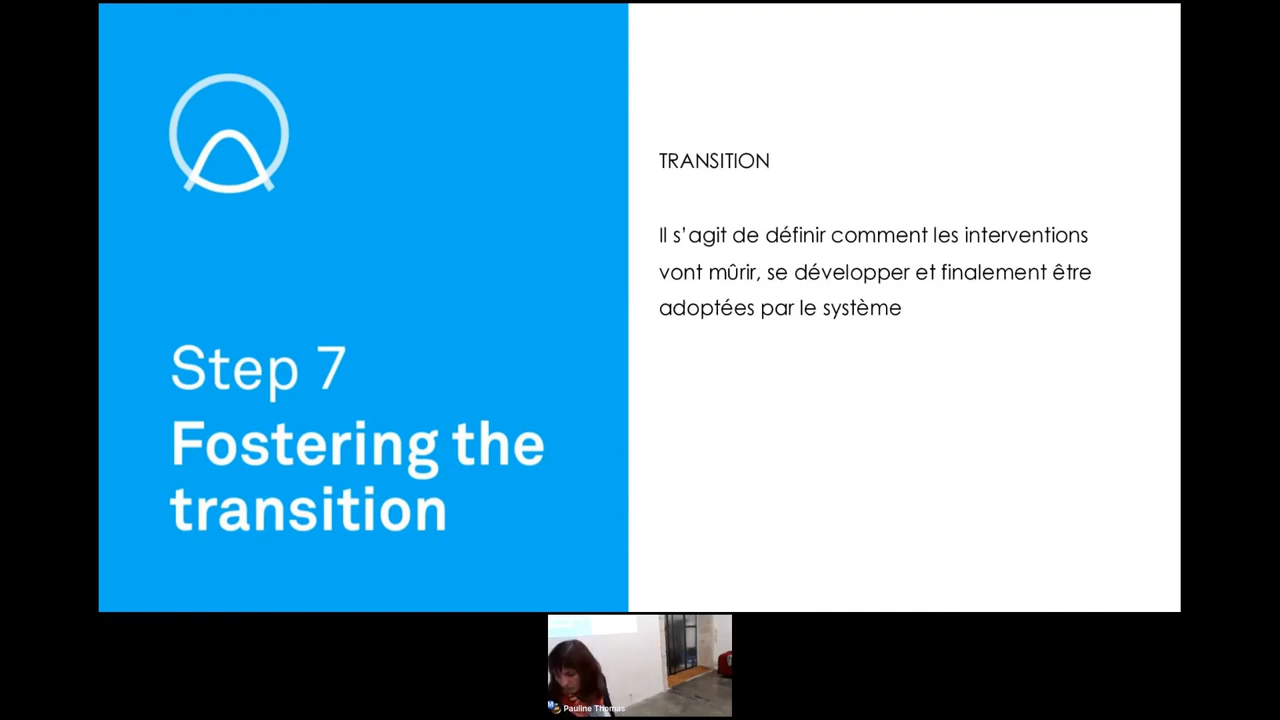 Step 7
Fostering the
transition
TRANSITION
Il s’agit de définir comment les interventions
vont mûrir, se développer et finalement être
adoptées par le système
Pauline Thomas